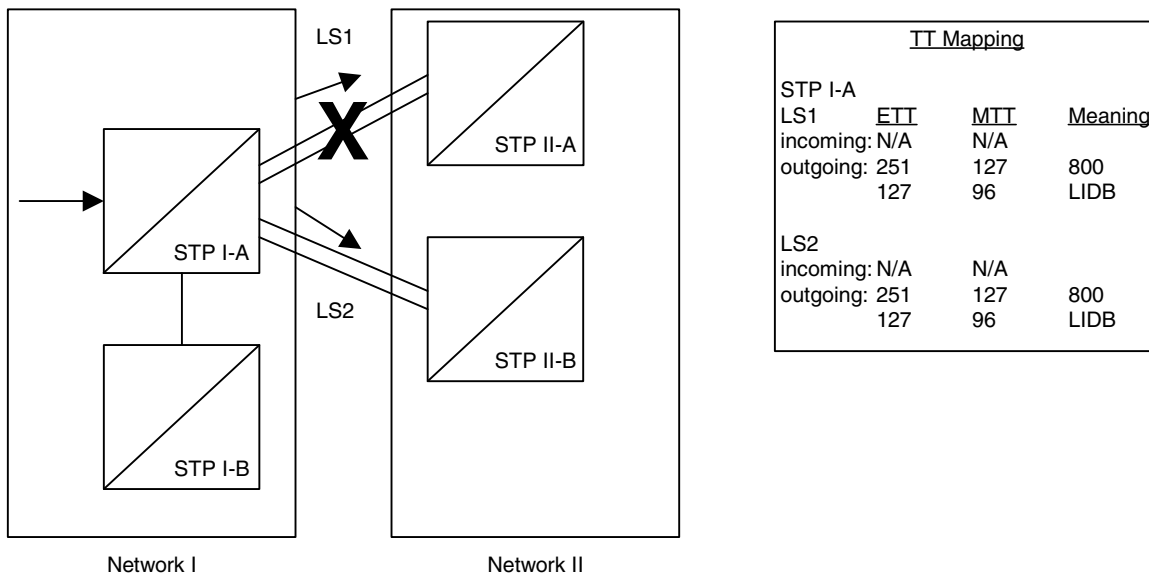 LS1
STP II-A
STP I-A
LS2
STP II-B
STP I-B
Network I
Network II
TT Mapping
STP I-A
LS1 ETT MTT Meaning
incoming: N/A N/A
outgoing: 251 127 800
127 96 LIDB
LS2
incoming: N/A N/A
outgoing: 251 127 800
127 96 LIDB